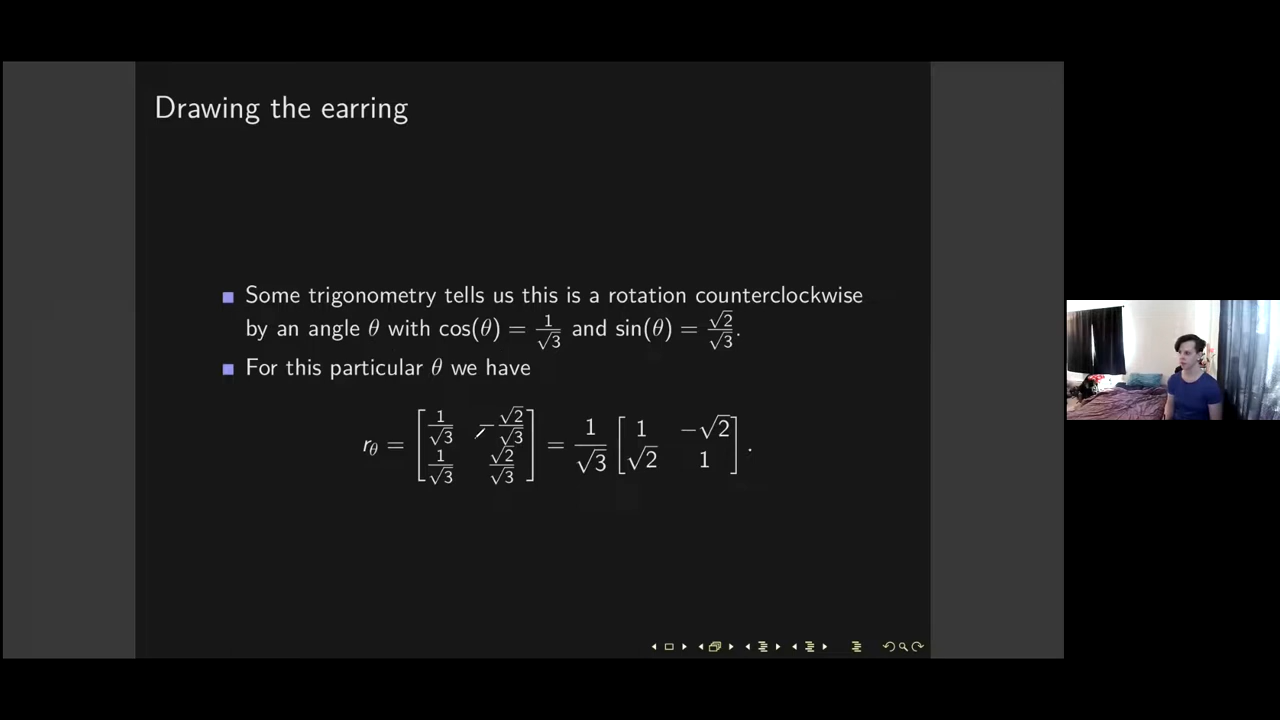 Drawing the earring
■ Some trigonometry tells us this is a rotation counterclockwise
by an angle θ with cos(θ) = 1/√3 and sin(θ) = √2/√3.
■ For this particular θ we have
r_θ = [1/√3 −√2/√3; 1/√3 √2/√3] = 1/√3 [1 −√2; √2 1].